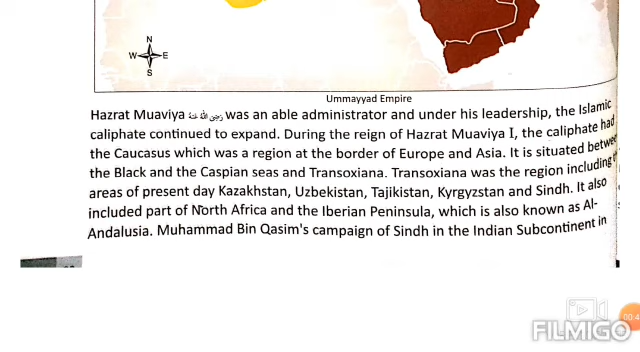 N
W E
S
Ummayyad Empire
Hazrat Muaviya رضی اللہ عنہ was an able administrator and under his leadership, the Islamic
caliphate continued to expand. During the reign of Hazrat Muaviya I, the caliphate had
the Caucasus which was a region at the border of Europe and Asia. It is situated between
the Black and the Caspian seas and Transoxiana. Transoxiana was the region including
areas of present day Kazakhstan, Uzbekistan, Tajikistan, Kyrgyzstan and Sindh. It also
included part of North Africa and the Iberian Peninsula, which is also known as Al-
Andalusia. Muhammad Bin Qasim's campaign of Sindh in the Indian Subcontinent in
00:4
FILMIGO